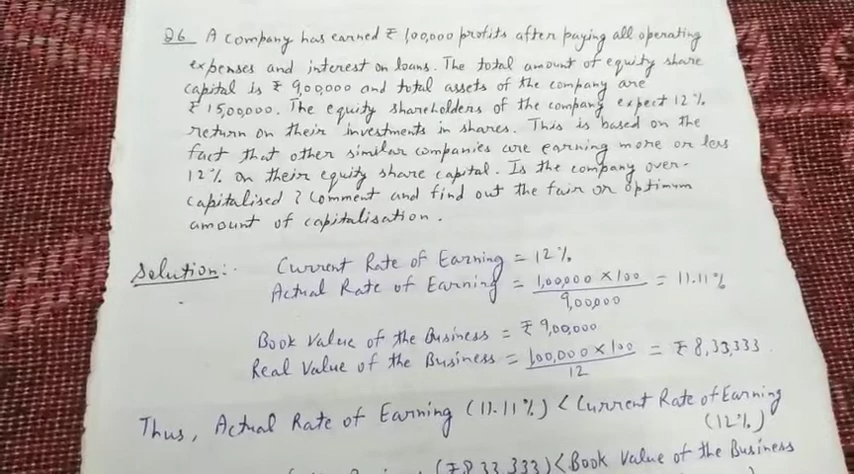 Q6 A company has earned ₹ 1,00,000 profits after paying all operating
expenses and interest on loans. The total amount of equity share
capital is ₹ 9,00,000 and total assets of the company are
₹ 15,00,000. The equity shareholders of the company expect 12%
return on their investments in shares. This is based on the
fact that other similar companies are earning more or less
12% on their equity share capital. Is the company over-
capitalised? Comment and find out the fair or optimum
amount of capitalisation.
Solution:- Current Rate of Earning = 12%
Actual Rate of Earning = 1,00,000 × 100 / 9,00,000 = 11.11%
Book Value of the Business = ₹ 9,00,000
Real Value of the Business = 1,00,000 × 100 / 12 = ₹ 8,33,333
Thus, Actual Rate of Earning (11.11%) < Current Rate of Earning
(12%)
(₹8,33,333) < Book Value of the Business